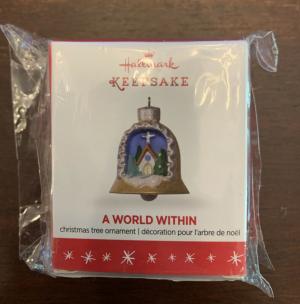 Hallmark
KEEPSAKE
A WORLD WITHIN
christmas tree ornament | décoration pour l'arbre de noël